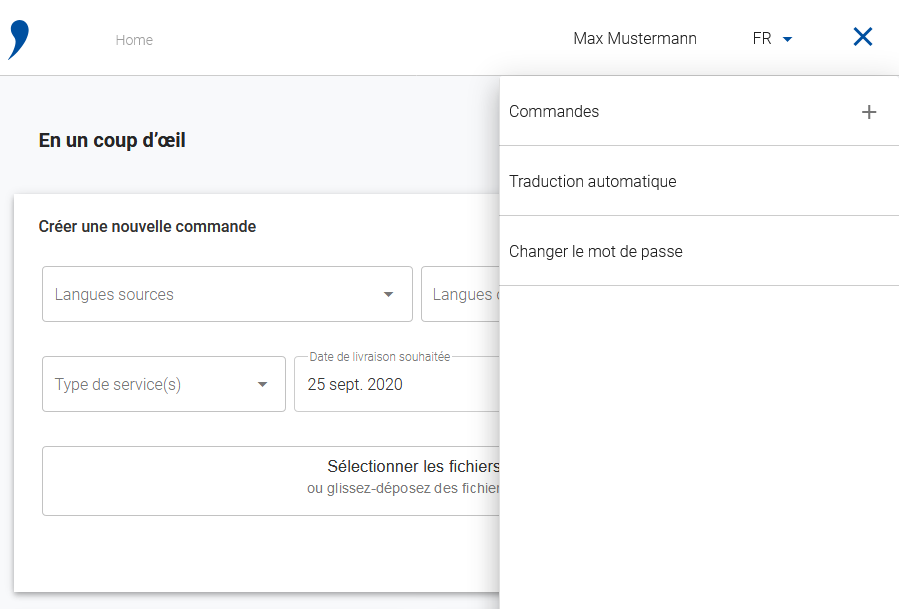 Home
Max Mustermann
FR
Commandes
Traduction automatique
Changer le mot de passe
En un coup d’œil
Créer une nouvelle commande
Langues sources
Langues
Type de service(s)
Date de livraison souhaitée
25 sept. 2020
Sélectionner les fichiers
ou glissez-déposez des fichier